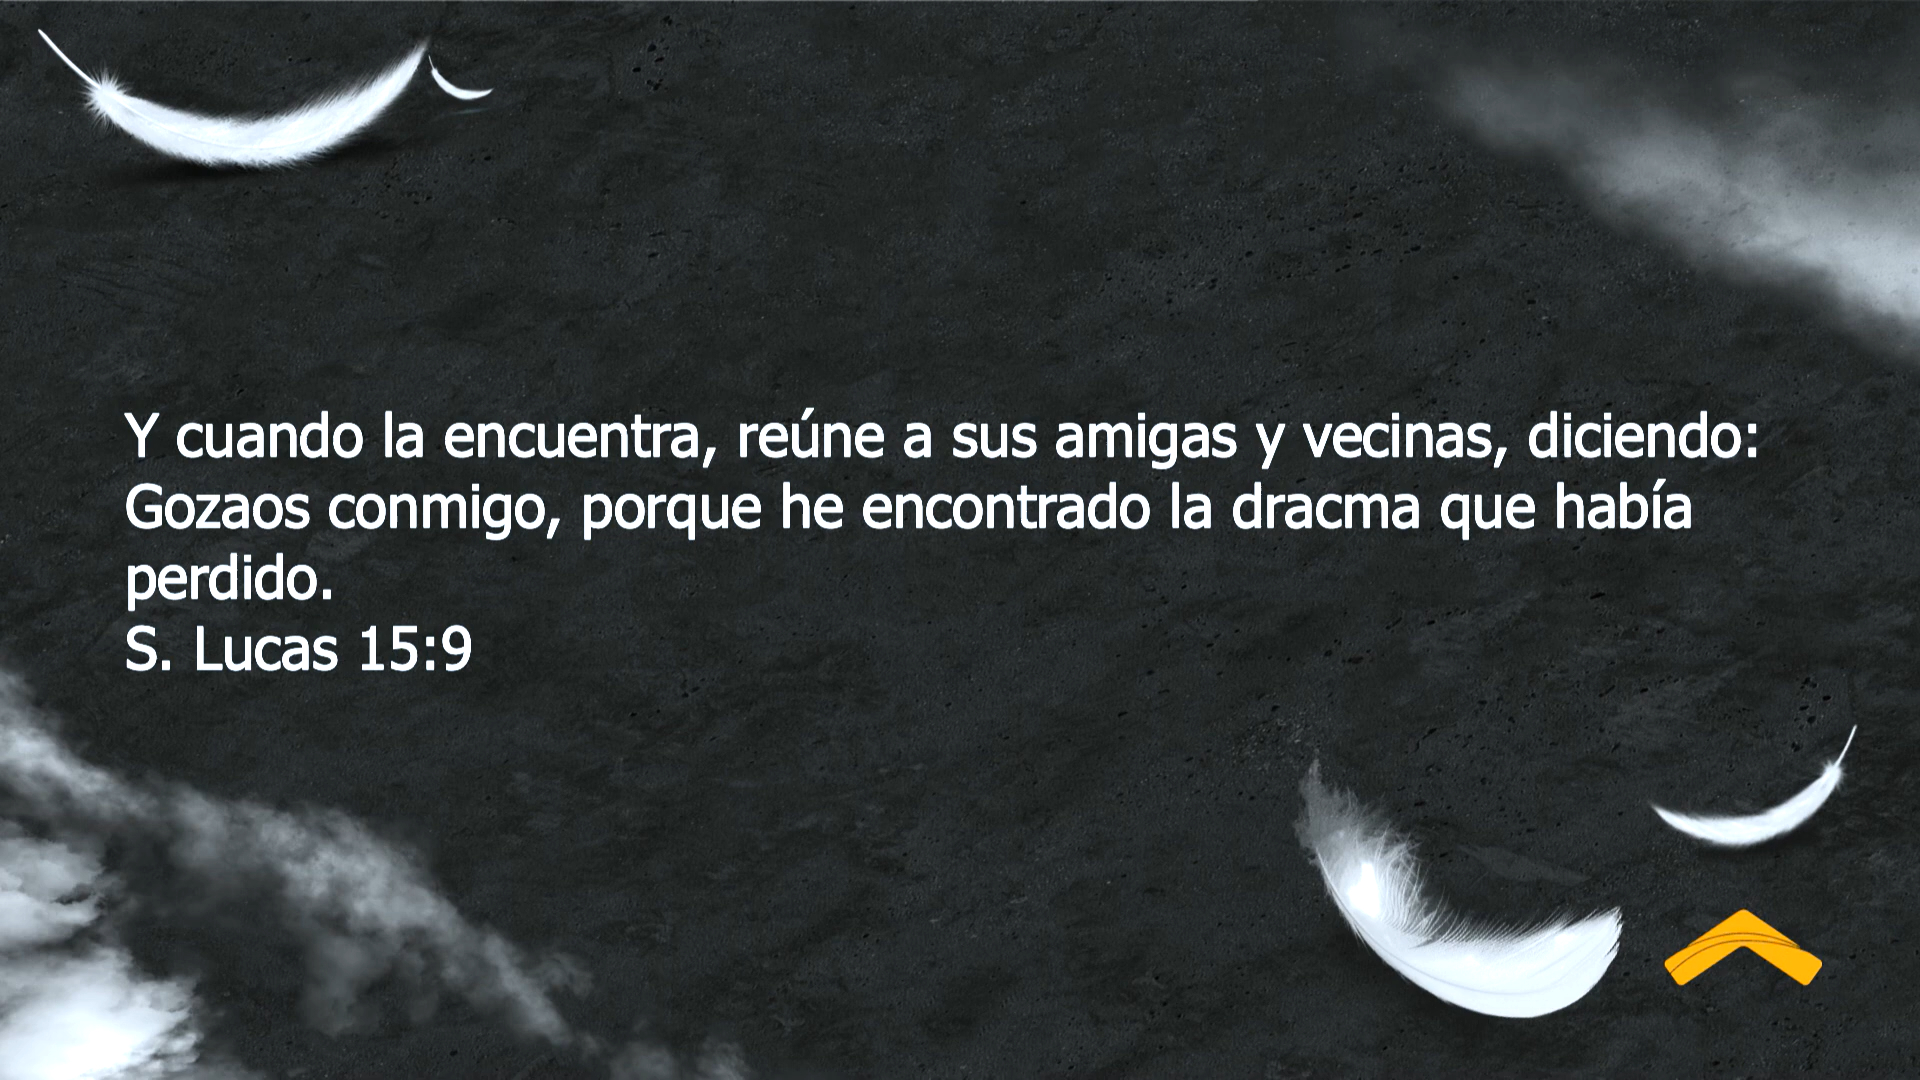 Y cuando la encuentra, reúne a sus amigas y vecinas, diciendo:
Gozaos conmigo, porque he encontrado la dracma que había
perdido.
S. Lucas 15:9